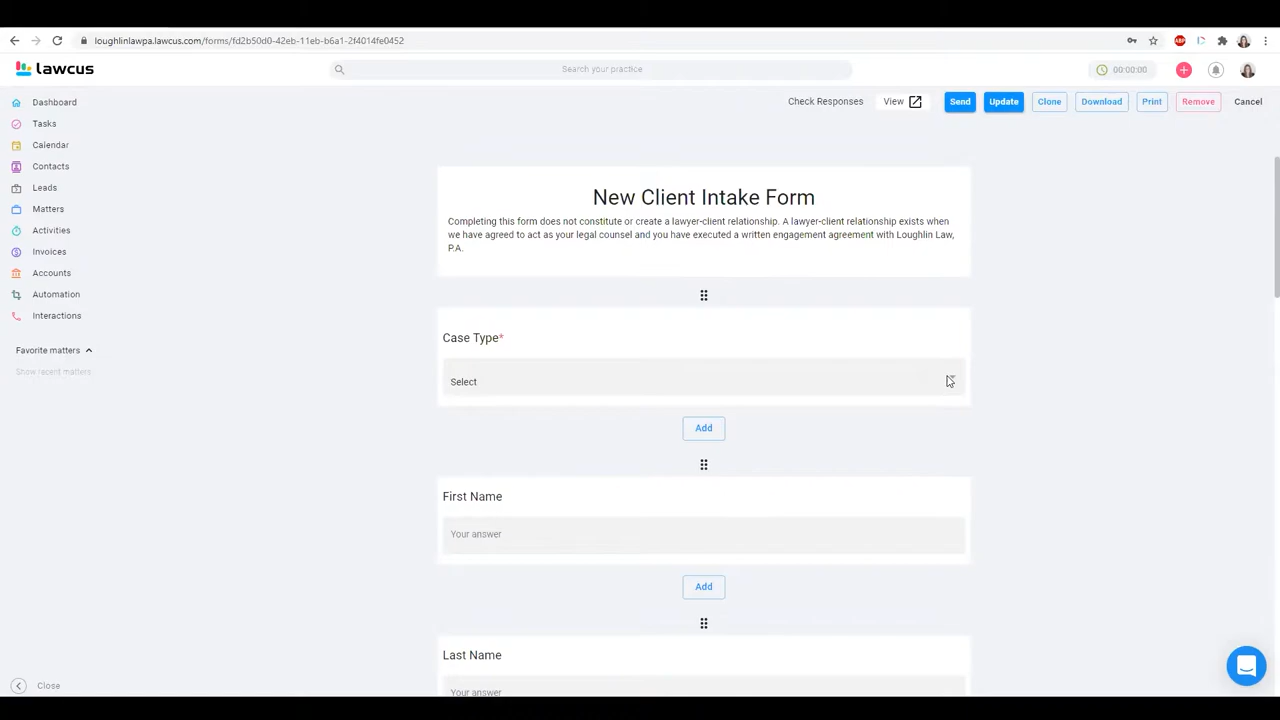 loughlinlawpa.lawcus.com/forms/fd2b50d0-42eb-11eb-b6a1-2f4014fe0452
ABP
lawcus
Search your practice
00:00:00
Check Responses
View
Send
Update
Clone
Download
Print
Remove
Cancel
Dashboard
Tasks
Calendar
Contacts
Leads
Matters
Activities
Invoices
Accounts
Automation
Interactions
Favorite matters
Show recent matters
Close
New Client Intake Form
Completing this form does not constitute or create a lawyer-client relationship. A lawyer-client relationship exists when
we have agreed to act as your legal counsel and you have executed a written engagement agreement with Loughlin Law,
P.A.
Case Type*
Select
Add
First Name
Your answer
Add
Last Name
Your answer